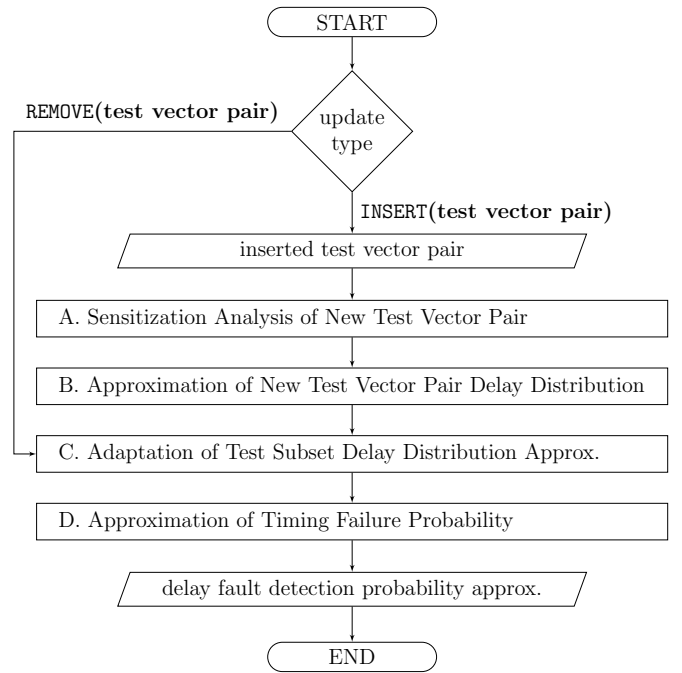 START
update
type
REMOVE(test vector pair)
INSERT(test vector pair)
inserted test vector pair
A. Sensitization Analysis of New Test Vector Pair
B. Approximation of New Test Vector Pair Delay Distribution
C. Adaptation of Test Subset Delay Distribution Approx.
D. Approximation of Timing Failure Probability
delay fault detection probability approx.
END